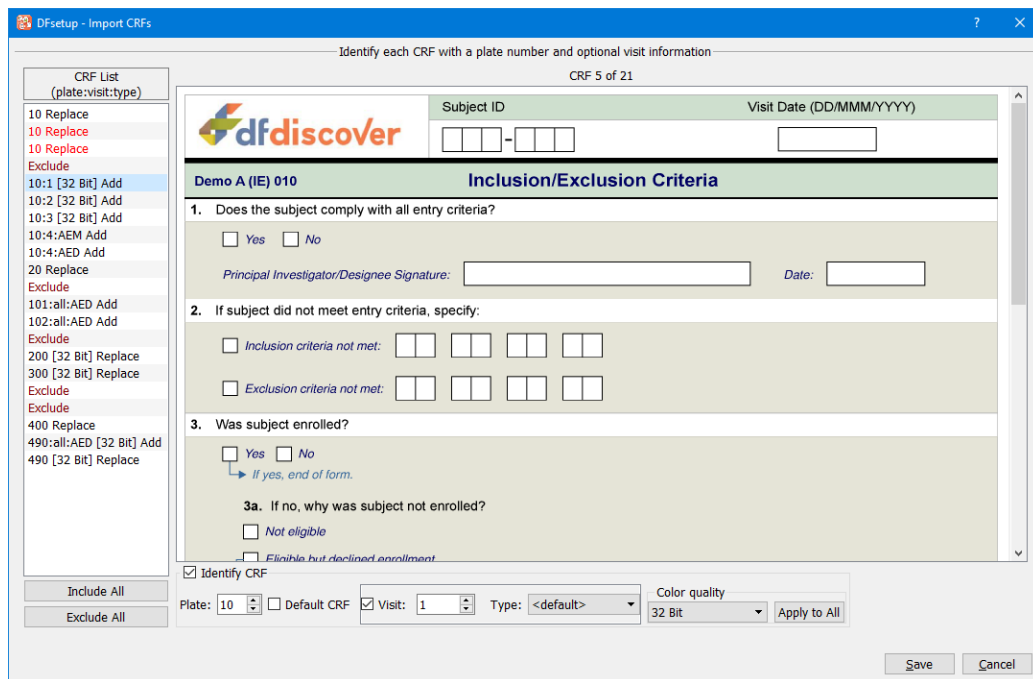 DFsetup - Import CRFs
Identify each CRF with a plate number and optional visit information
CRF List
(plate:visit:type)
10 Replace
10 Replace
10 Replace
Exclude
10:1 [32 Bit] Add
10:2 [32 Bit] Add
10:3 [32 Bit] Add
10:4:AEM Add
10:4:AED Add
20 Replace
Exclude
101:all:AED Add
102:all:AED Add
Exclude
200 [32 Bit] Replace
300 [32 Bit] Replace
Exclude
Exclude
400 Replace
490:all:AED [32 Bit] Add
490 [32 Bit] Replace
Include All
Exclude All
CRF 5 of 21
dfdiscover
Subject ID
Visit Date (DD/MMM/YYYY)
-
Demo A (IE) 010 Inclusion/Exclusion Criteria
1. Does the subject comply with all entry criteria?
Yes No
Principal Investigator/Designee Signature: Date:
2. If subject did not meet entry criteria, specify:
Inclusion criteria not met:
Exclusion criteria not met:
3. Was subject enrolled?
Yes No
If yes, end of form.
3a. If no, why was subject not enrolled?
Not eligible
Eligible but declined enrollment
Identify CRF
Plate: 10 Default CRF Visit: 1 Type: <default>
Color quality
32 Bit Apply to All
Save Cancel